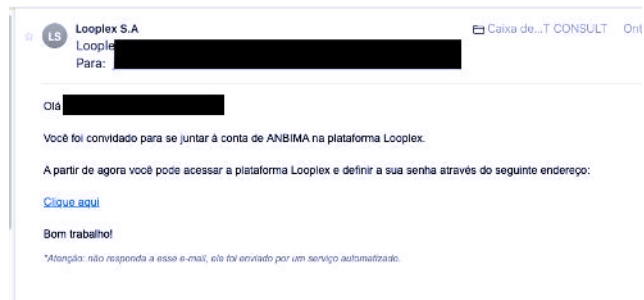 Looplex S.A
Caixa de...T CONSULT Ont
LS
Loople
Para:
Olá
Você foi convidado para se juntar à conta de ANBIMA na plataforma Looplex.
A partir de agora você pode acessar a plataforma Looplex e definir a sua senha através do seguinte endereço:
Clique aqui
Bom trabalho!
*Atenção: não responda a esse e-mail, ele foi enviado por um serviço automatizado.